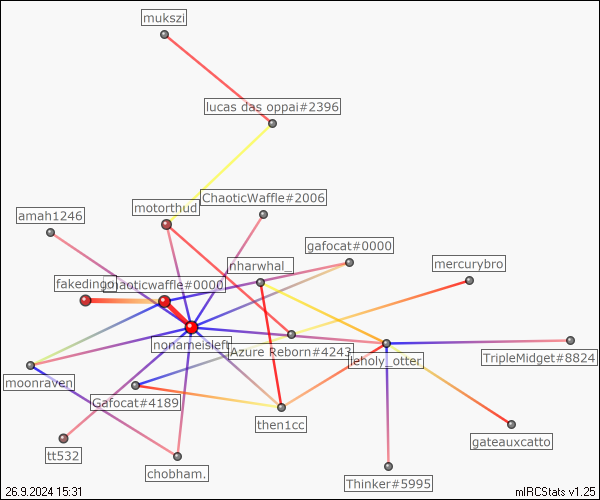 mukszi
lucas das oppai#2396
ChaoticWaffle#2006
motorthud
amah1246
gafocat#0000
nharwhal_
mercurybro
fakedingo
chaoticwaffle#0000
nonameisleft
Azure Reborn#4243
leholy_otter
TripleMidget#8824
moonraven
Gafocat#4189
then1cc
gateauxcatto
tt532
chobham.
Thinker#5995
26.9.2024 15:31
mIRCStats v1.25